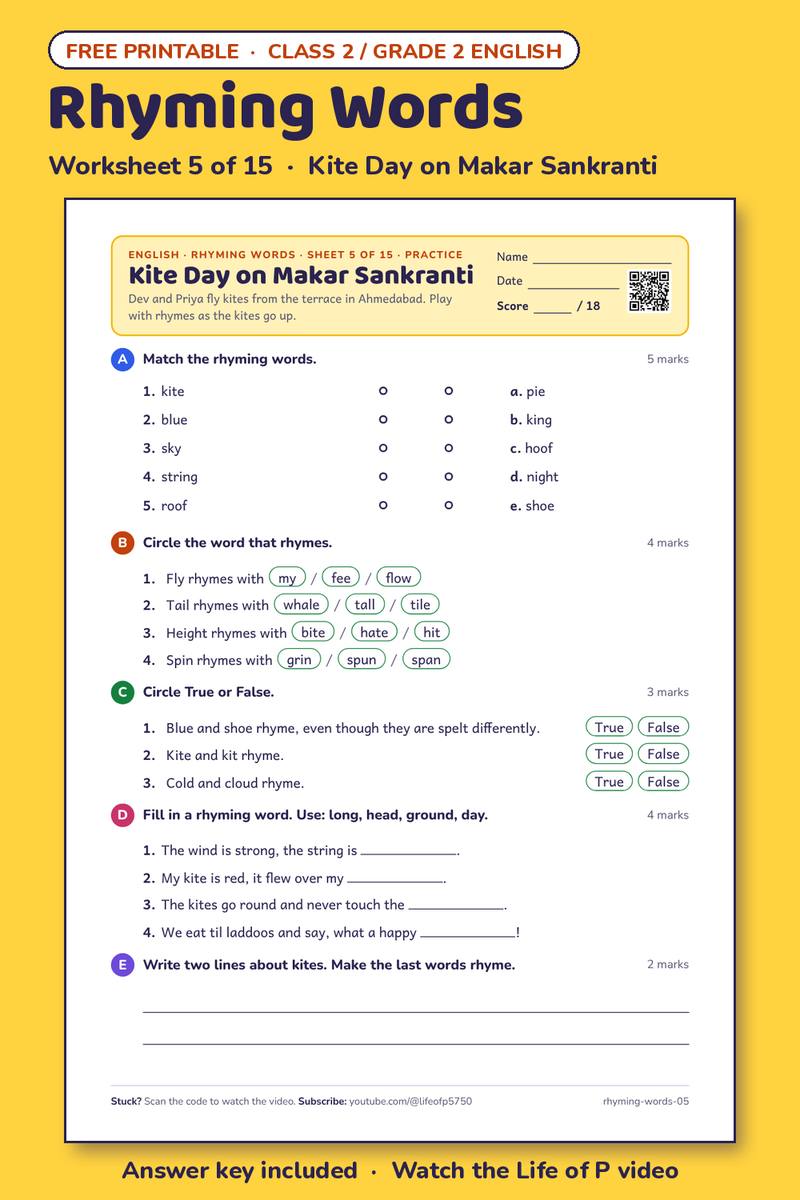 FREE PRINTABLE · CLASS 2 / GRADE 2 ENGLISH
Rhyming Words
Worksheet 5 of 15 · Kite Day on Makar Sankranti
ENGLISH · RHYMING WORDS · SHEET 5 OF 15 · PRACTICE
Kite Day on Makar Sankranti
Dev and Priya fly kites from the terrace in Ahmedabad. Play
with rhymes as the kites go up.
Name
Date
Score / 18
A Match the rhyming words. 5 marks
1. kite a. pie
2. blue b. king
3. sky c. hoof
4. string d. night
5. roof e. shoe
B Circle the word that rhymes. 4 marks
1. Fly rhymes with my / fee / flow
2. Tail rhymes with whale / tall / tile
3. Height rhymes with bite / hate / hit
4. Spin rhymes with grin / spun / span
C Circle True or False. 3 marks
1. Blue and shoe rhyme, even though they are spelt differently. True False
2. Kite and kit rhyme. True False
3. Cold and cloud rhyme. True False
D Fill in a rhyming word. Use: long, head, ground, day. 4 marks
1. The wind is strong, the string is ____________.
2. My kite is red, it flew over my ____________.
3. The kites go round and never touch the ____________.
4. We eat til laddoos and say, what a happy ____________!
E Write two lines about kites. Make the last words rhyme. 2 marks
Stuck? Scan the code to watch the video. Subscribe: youtube.com/@lifeofp5750 rhyming-words-05
Answer key included · Watch the Life of P video